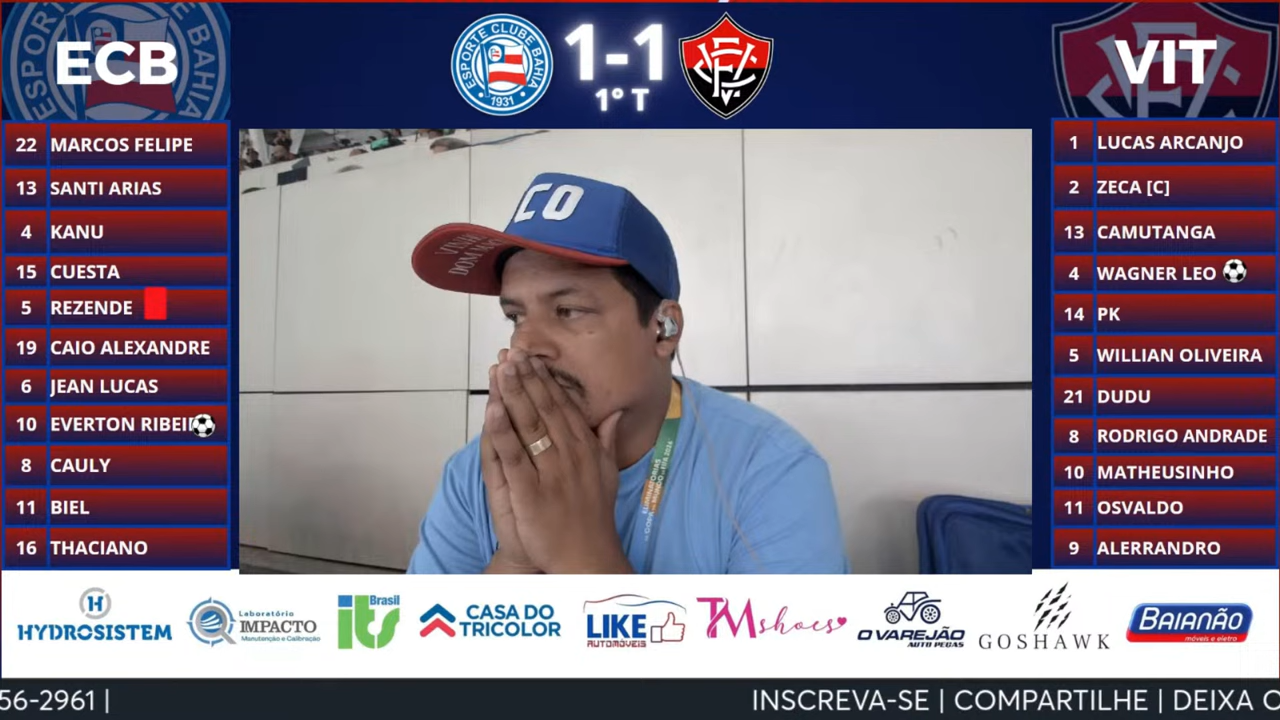 ECB
ESPORTE CLUBE BAHIA
1931
1-1
1º T
VIT
22 MARCOS FELIPE
13 SANTI ARIAS
4 KANU
15 CUESTA
5 REZENDE
19 CAIO ALEXANDRE
6 JEAN LUCAS
10 EVERTON RIBEI
8 CAULY
11 BIEL
16 THACIANO
CO
1 LUCAS ARCANJO
2 ZECA [C]
13 CAMUTANGA
4 WAGNER LEO
14 PK
5 WILLIAN OLIVEIRA
21 DUDU
8 RODRIGO ANDRADE
10 MATHEUSINHO
11 OSVALDO
9 ALERRANDRO
HYDROSISTEM
Laboratório
IMPACTO
Manutenção e Calibração
its Brasil
CASA DO
TRICOLOR
LIKE
AUTOMÓVEIS
TM shoes
O VAREJÃO
AUTO PEÇAS
GOSHAWK
BAIANÃO
móveis e eletro
56-2961 |
INSCREVA-SE | COMPARTILHE | DEIXA O